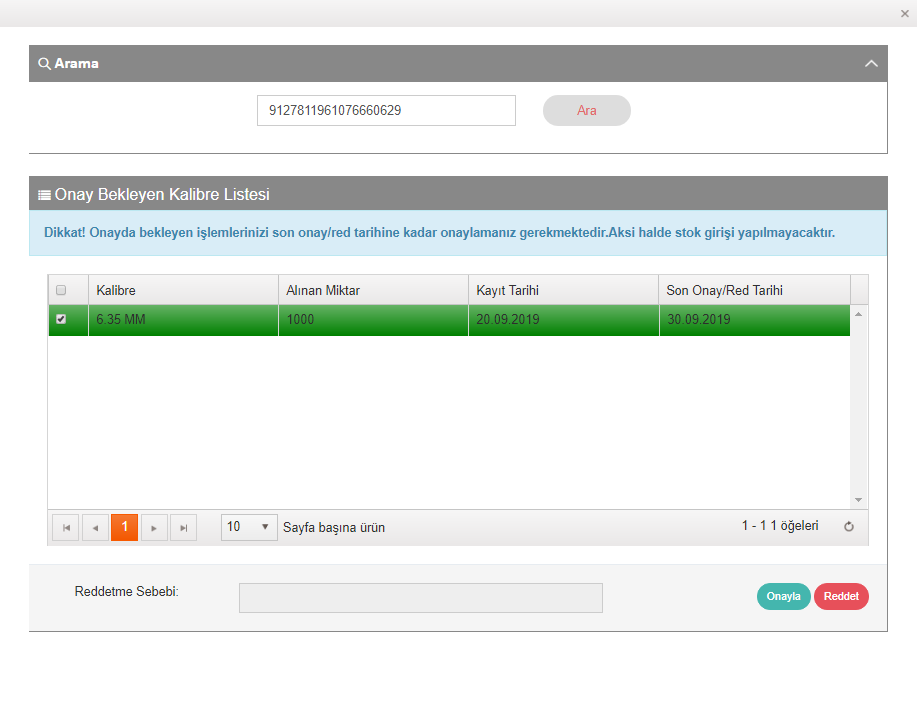 ×
Arama
9127811961076660629 Ara
Onay Bekleyen Kalibre Listesi
Dikkat! Onayda bekleyen işlemlerinizi son onay/red tarihine kadar onaylamanız gerekmektedir.Aksi halde stok girişi yapılmayacaktır.
Kalibre Alınan Miktar Kayıt Tarihi Son Onay/Red Tarihi
6.35 MM 1000 20.09.2019 30.09.2019
1 10 Sayfa başına ürün 1 - 1 1 öğeleri
Reddetme Sebebi: Onayla Reddet